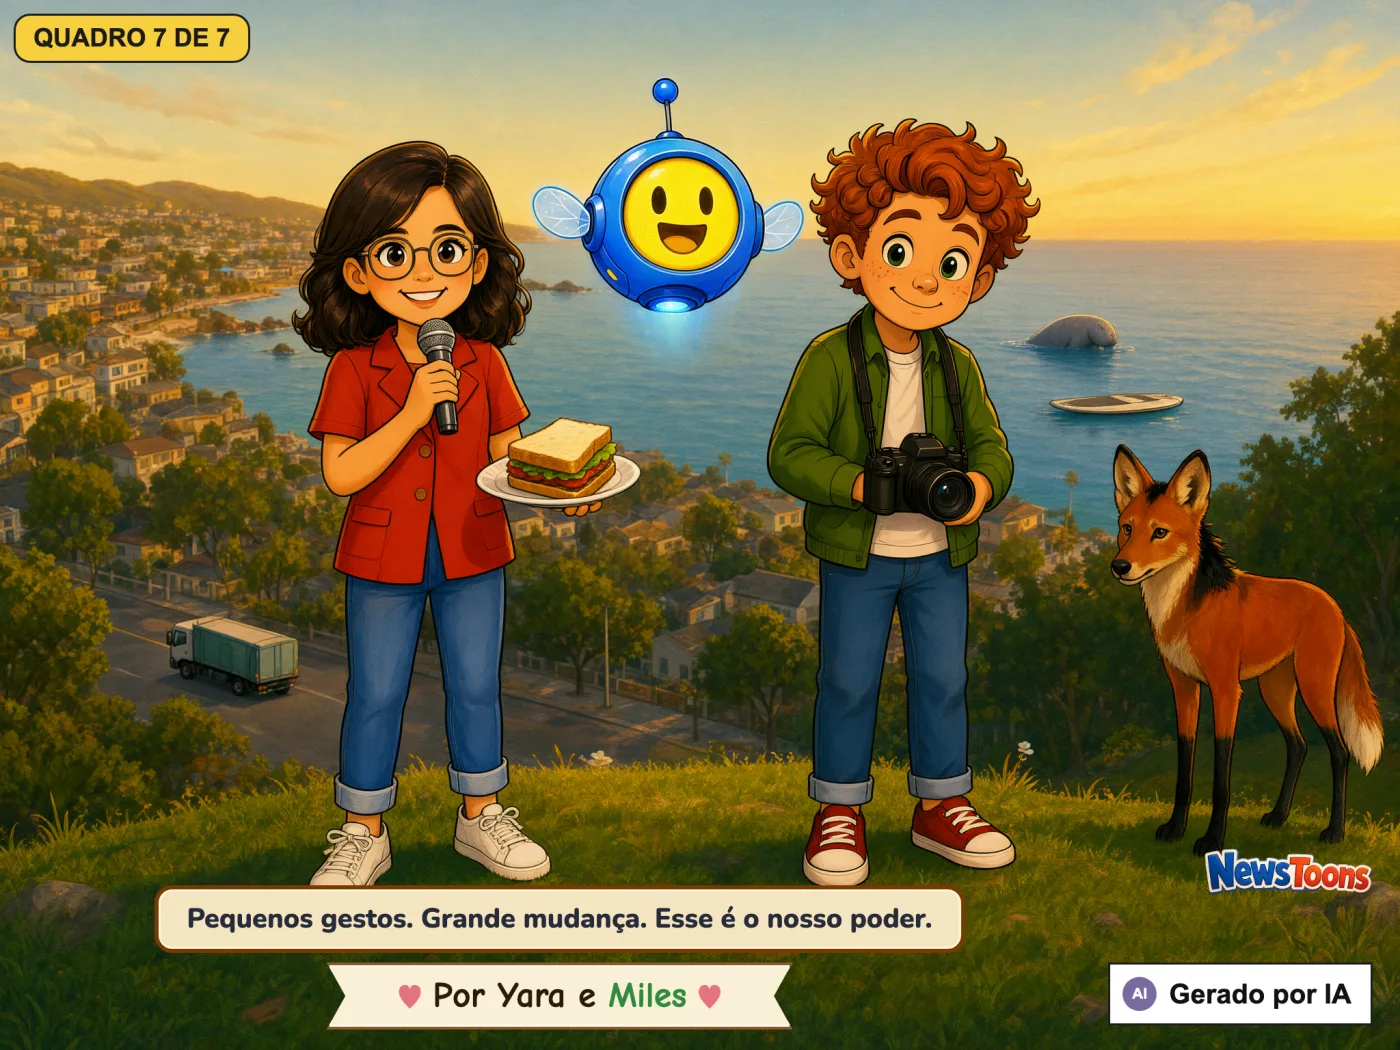 QUADRO 7 DE 7
NewsToons
Pequenos gestos. Grande mudança. Esse é o nosso poder.
Por Yara e Miles
AI Gerado por IA